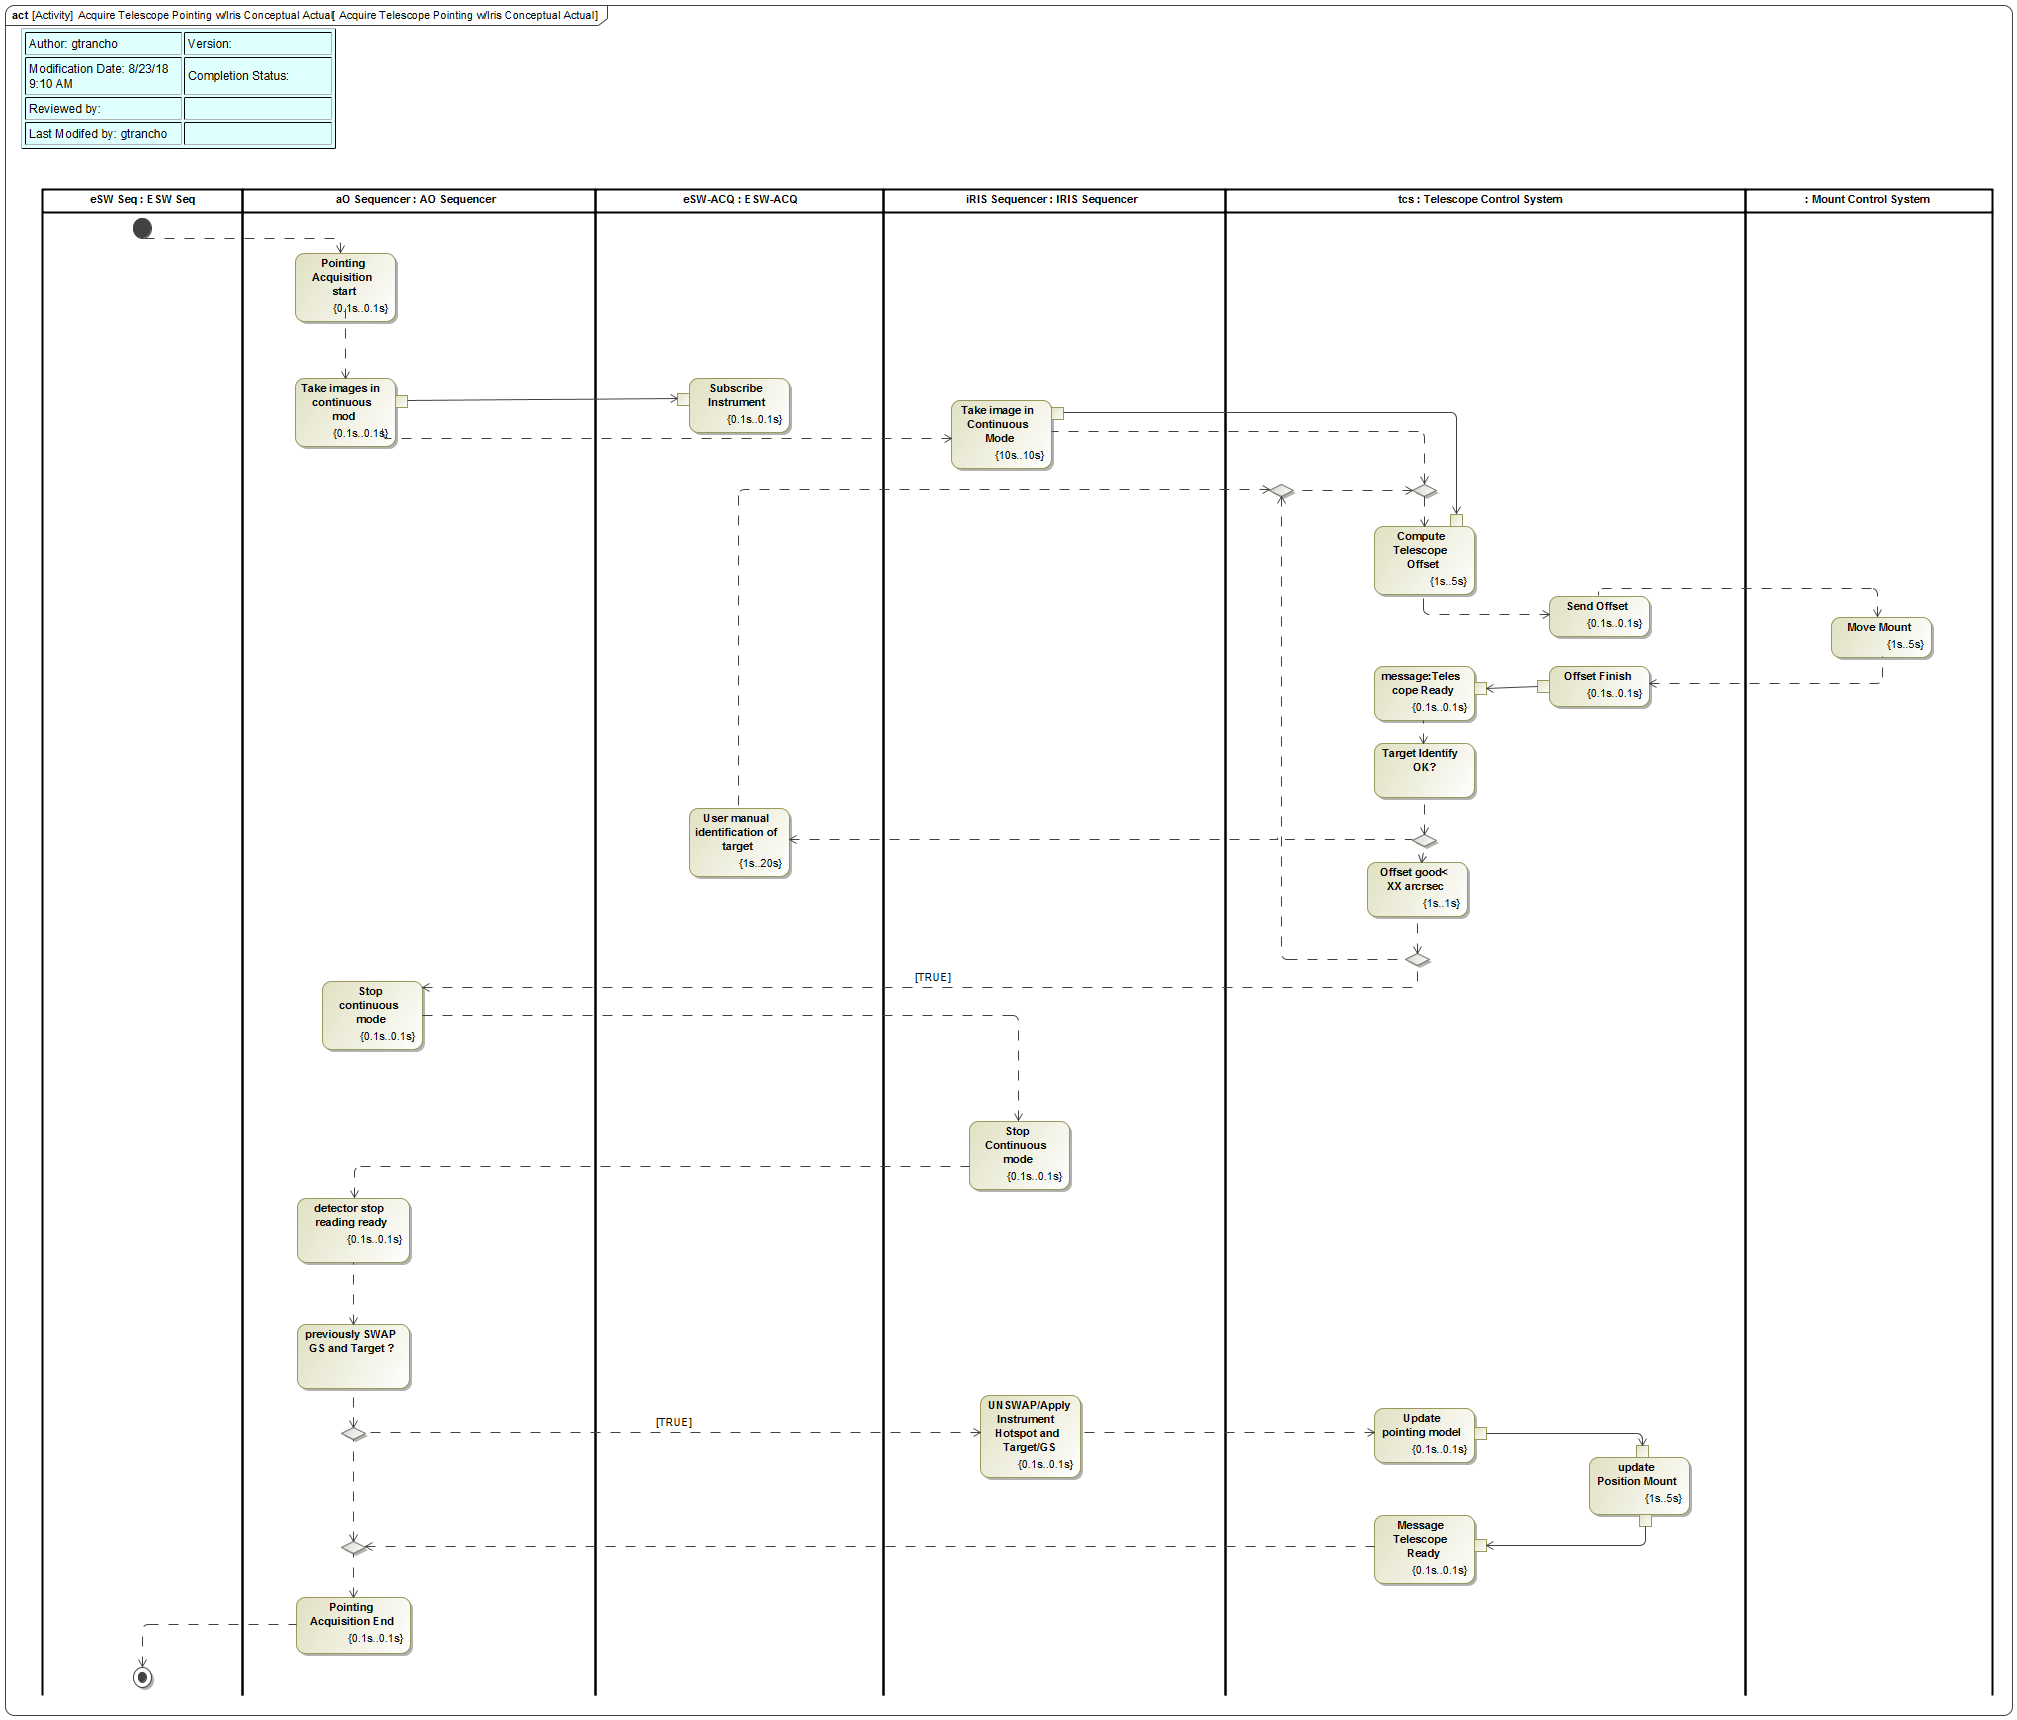 act [Activity] Acquire Telescope Pointing w/Iris Conceptual Actual[ Acquire Telescope Pointing w/Iris Conceptual Actual]
Author: gtrancho
Version:
Modification Date: 8/23/18
9:10 AM
Completion Status:
Reviewed by:
Last Modifed by: gtrancho
eSW Seq : ESW Seq
aO Sequencer : AO Sequencer
eSW-ACQ : ESW-ACQ
iRIS Sequencer : IRIS Sequencer
tcs : Telescope Control System
: Mount Control System
Pointing
Acquisition
start
{0.1s..0.1s}
Take images in
continuous
mod
{0.1s..0.1s}
Subscribe
Instrument
{0.1s..0.1s}
Take image in
Continuous
Mode
{10s..10s}
Compute
Telescope
Offset
{1s..5s}
Send Offset
{0.1s..0.1s}
Move Mount
{1s..5s}
message:Teles
cope Ready
{0.1s..0.1s}
Offset Finish
{0.1s..0.1s}
Target Identify
OK?
User manual
identification of
target
{1s..20s}
Offset good<
XX arcrsec
{1s..1s}
[TRUE]
Stop
continuous
mode
{0.1s..0.1s}
Stop
Continuous
mode
{0.1s..0.1s}
detector stop
reading ready
{0.1s..0.1s}
previously SWAP
GS and Target ?
[TRUE]
UNSWAP/Apply
Instrument
Hotspot and
Target/GS
{0.1s..0.1s}
Update
pointing model
{0.1s..0.1s}
update
Position Mount
{1s..5s}
Message
Telescope
Ready
{0.1s..0.1s}
Pointing
Acquisition End
{0.1s..0.1s}